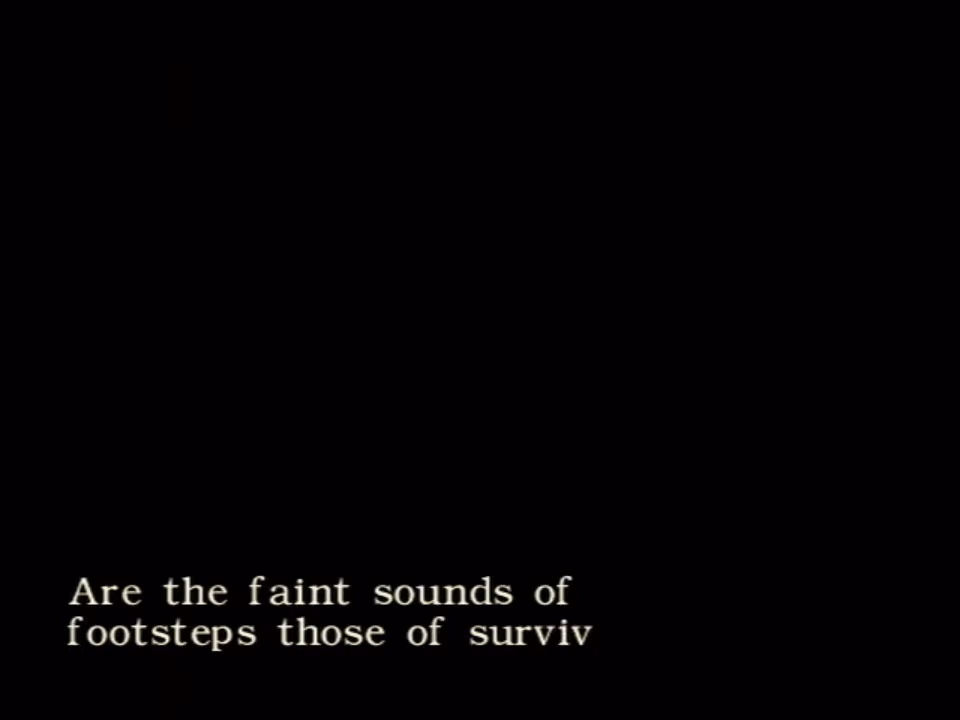 Are the faint sounds of
footsteps those of surviv